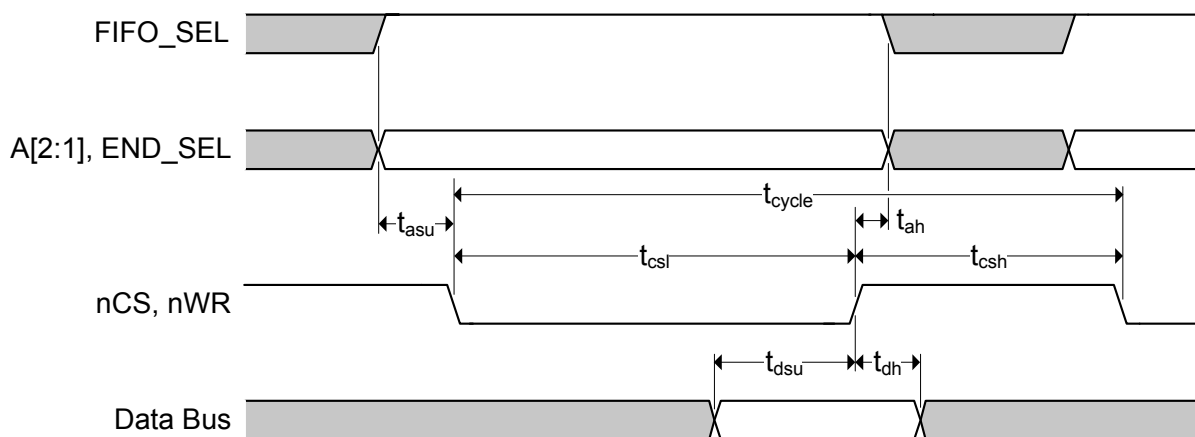 FIFO_SEL
A[2:1], END_SEL
tcycle
tasu
tah
tcsl
tcsh
nCS, nWR
tdsu
tdh
Data Bus